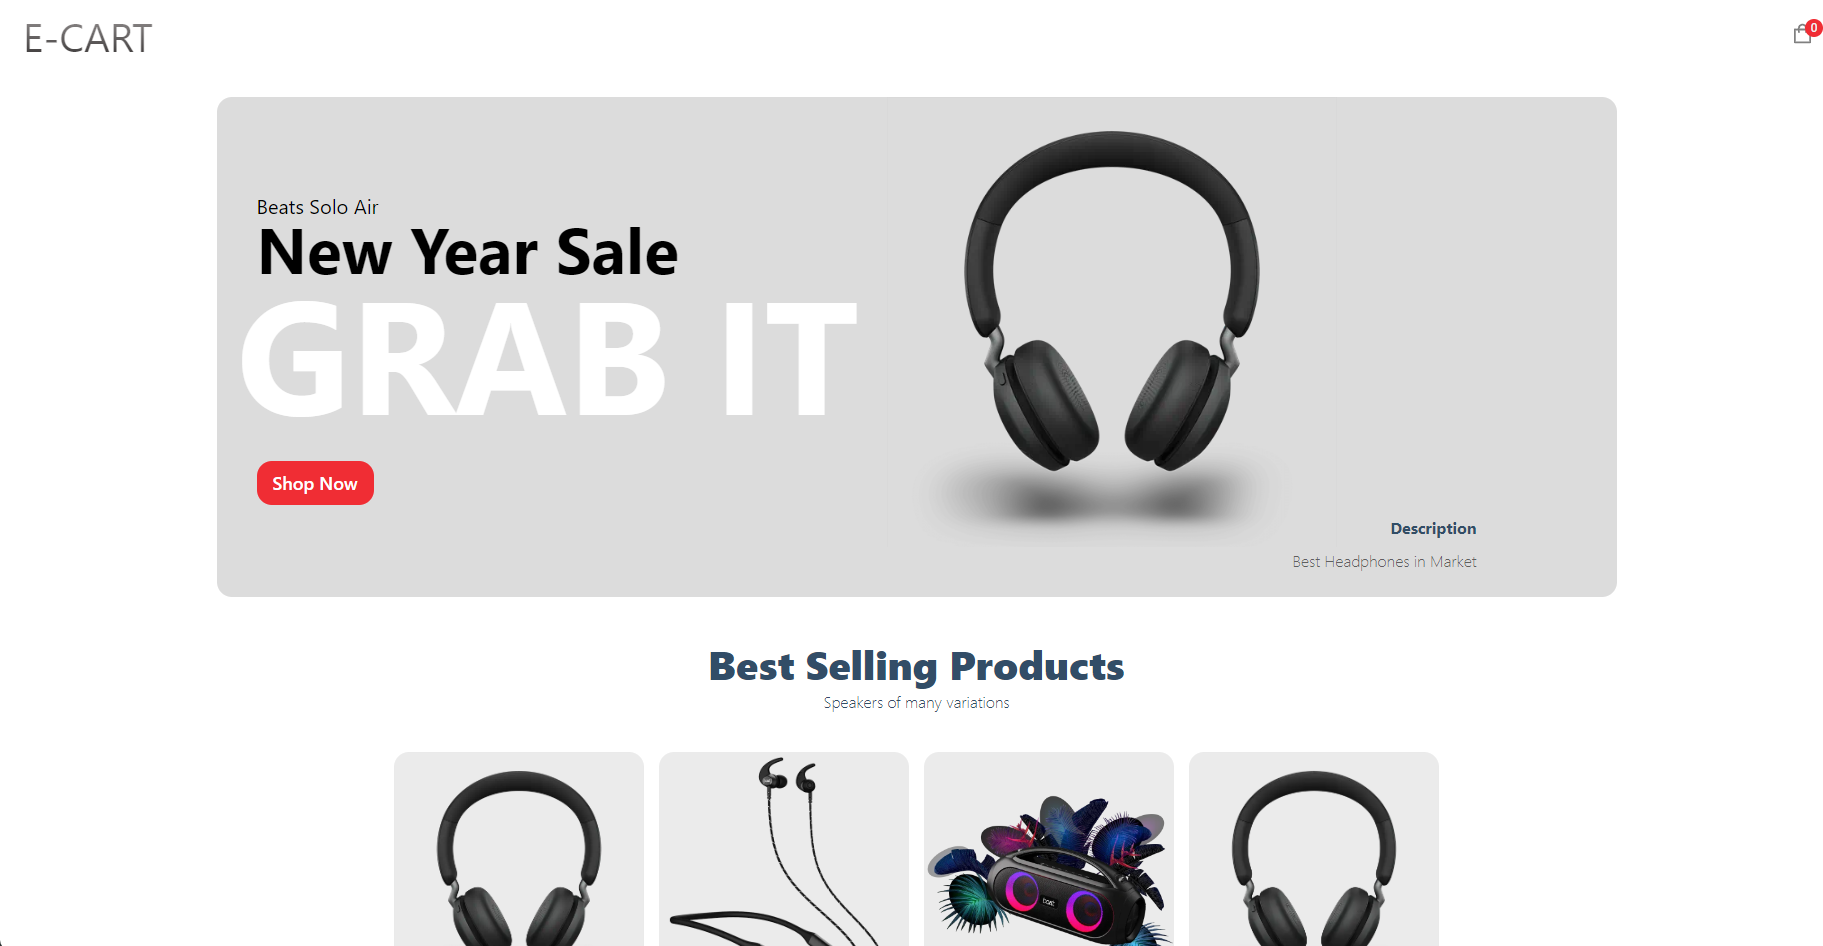 E-CART
0
Beats Solo Air
New Year Sale
GRAB IT
Shop Now
Description
Best Headphones in Market
Best Selling Products
Speakers of many variations
boAt